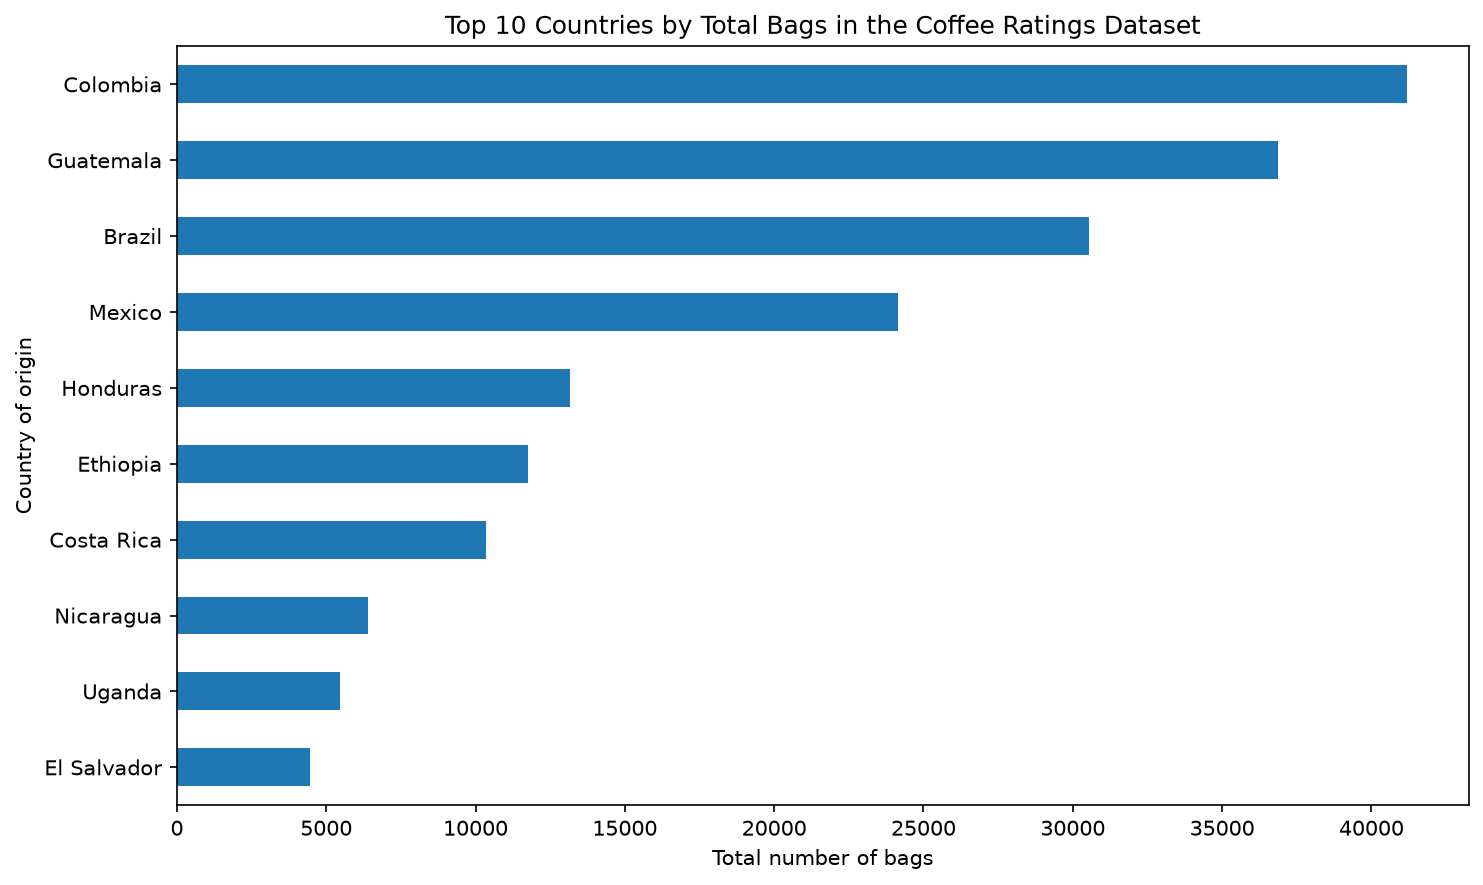 Top 10 Countries by Total Bags in the Coffee Ratings Dataset
Country of origin
Colombia
Guatemala
Brazil
Mexico
Honduras
Ethiopia
Costa Rica
Nicaragua
Uganda
El Salvador
0 5000 10000 15000 20000 25000 30000 35000 40000
Total number of bags